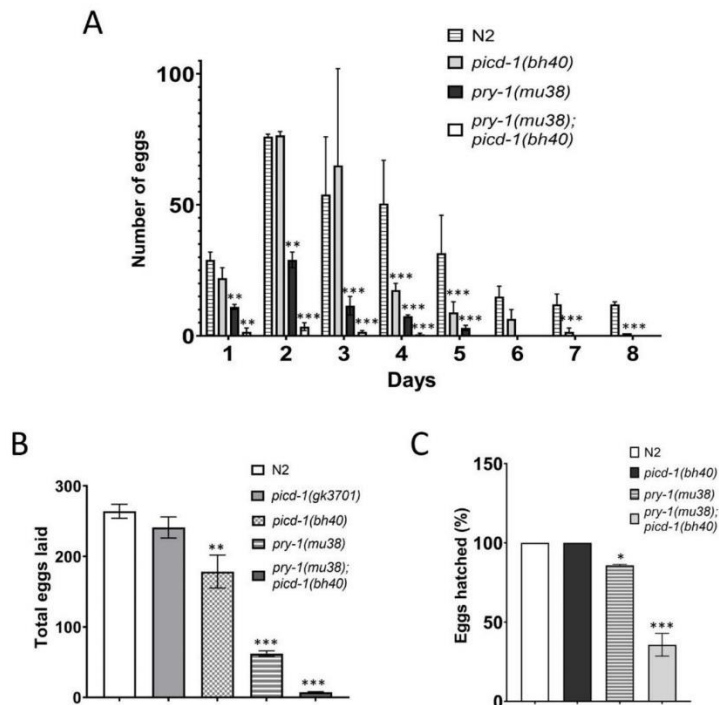 A
N2
picd-1(bh40)
pry-1(mu38)
pry-1(mu38);
picd-1(bh40)
Number of eggs
100
50
0
** ** ** *** *** *** *** *** *** *** *** *** ***
1 2 3 4 5 6 7 8
Days
B
N2
picd-1(gk3701)
picd-1(bh40)
pry-1(mu38)
pry-1(mu38);
picd-1(bh40)
Total eggs laid
300
200
100
0
** *** ***
C
N2
picd-1(bh40)
pry-1(mu38)
pry-1(mu38);
picd-1(bh40)
Eggs hatched (%)
150
100
50
0
* ***